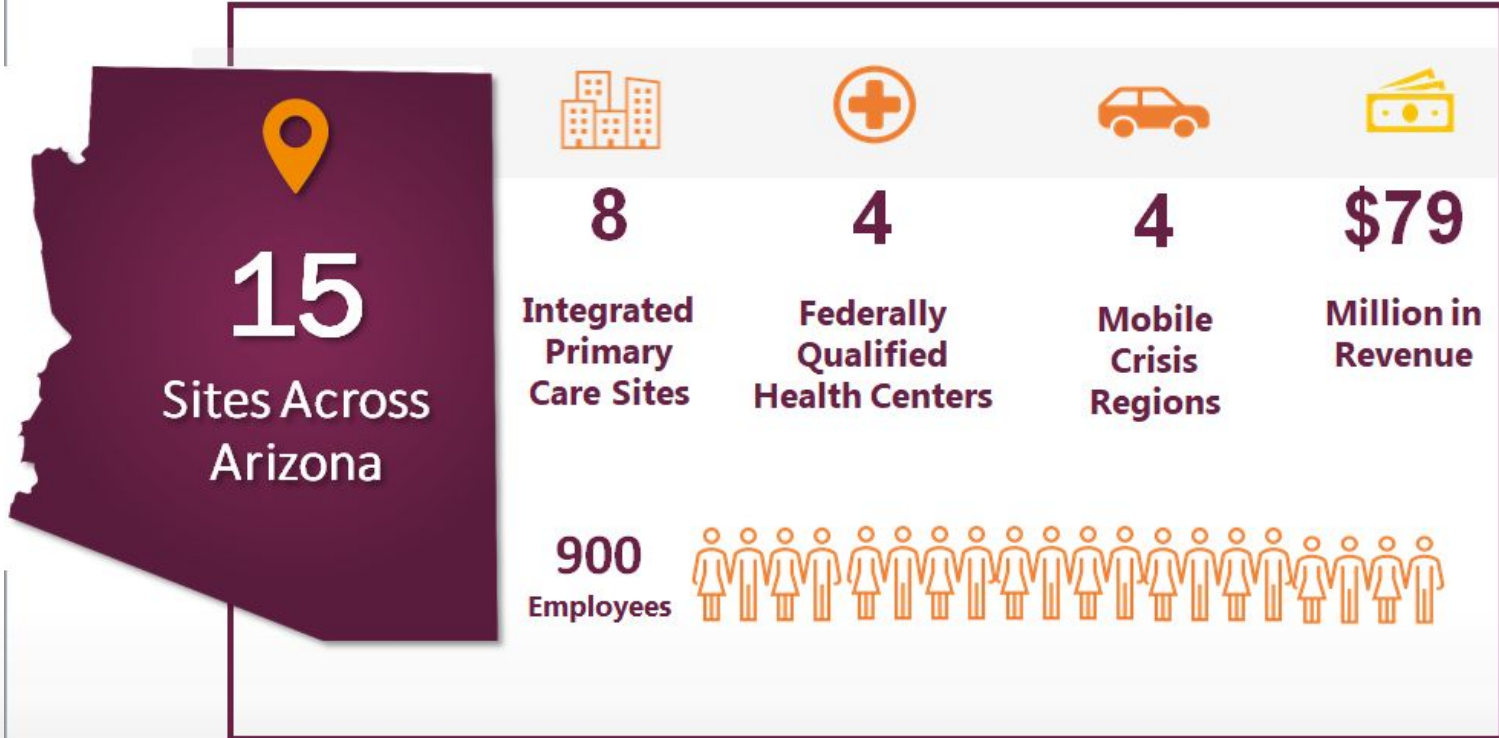 15
Sites Across
Arizona
8
Integrated
Primary
Care Sites
4
Federally
Qualified
Health Centers
4
Mobile
Crisis
Regions
$79
Million in
Revenue
900
Employees